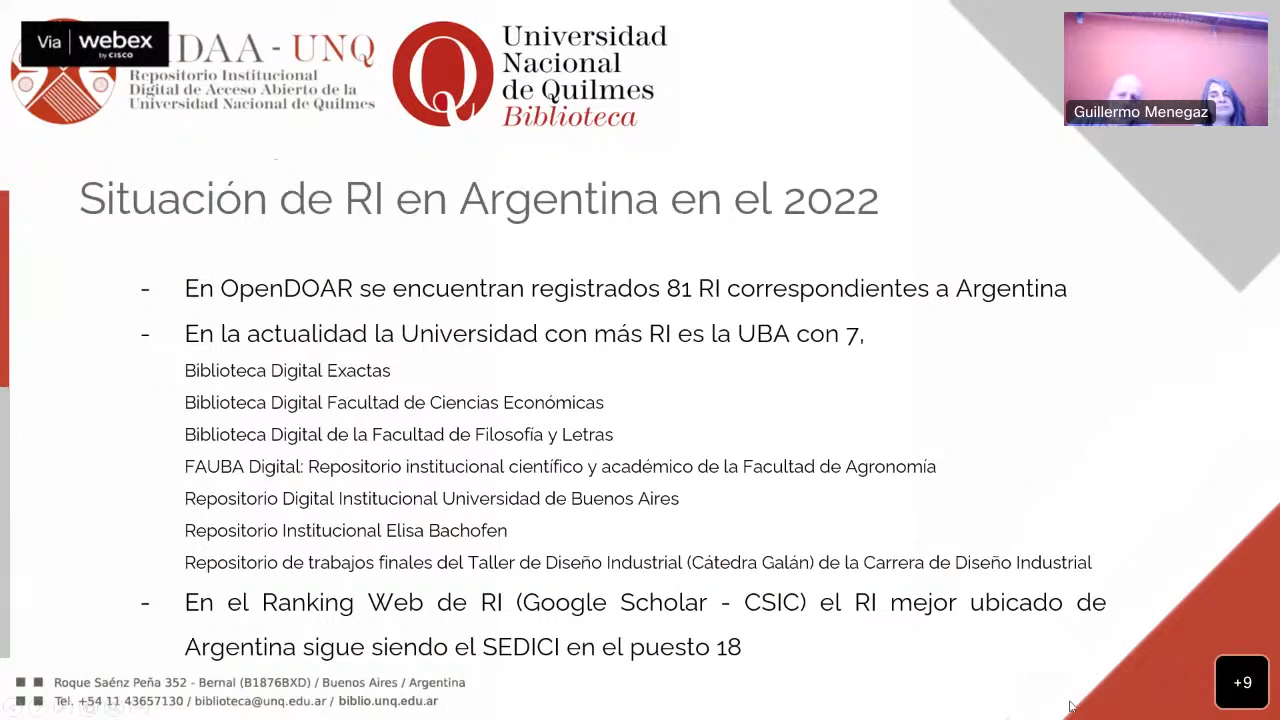 Via webex
by CISCO
DAA - UNQ
Repositorio Institucional
Digital de Acceso Abierto de la
Universidad Nacional de Quilmes
Universidad
Nacional
de Quilmes
Biblioteca
Guillermo Menegaz
Situación de RI en Argentina en el 2022
- En OpenDOAR se encuentran registrados 81 RI correspondientes a Argentina
- En la actualidad la Universidad con más RI es la UBA con 7,
Biblioteca Digital Exactas
Biblioteca Digital Facultad de Ciencias Económicas
Biblioteca Digital de la Facultad de Filosofía y Letras
FAUBA Digital: Repositorio institucional científico y académico de la Facultad de Agronomía
Repositorio Digital Institucional Universidad de Buenos Aires
Repositorio Institucional Elisa Bachofen
Repositorio de trabajos finales del Taller de Diseño Industrial (Cátedra Galán) de la Carrera de Diseño Industrial
- En el Ranking Web de RI (Google Scholar - CSIC) el RI mejor ubicado de
Argentina sigue siendo el SEDICI en el puesto 18
Roque Saénz Peña 352 - Bernal (B1876BXD) / Buenos Aires / Argentina
Tel. +54 11 43657130 / biblioteca@unq.edu.ar / biblio.unq.edu.ar
+9